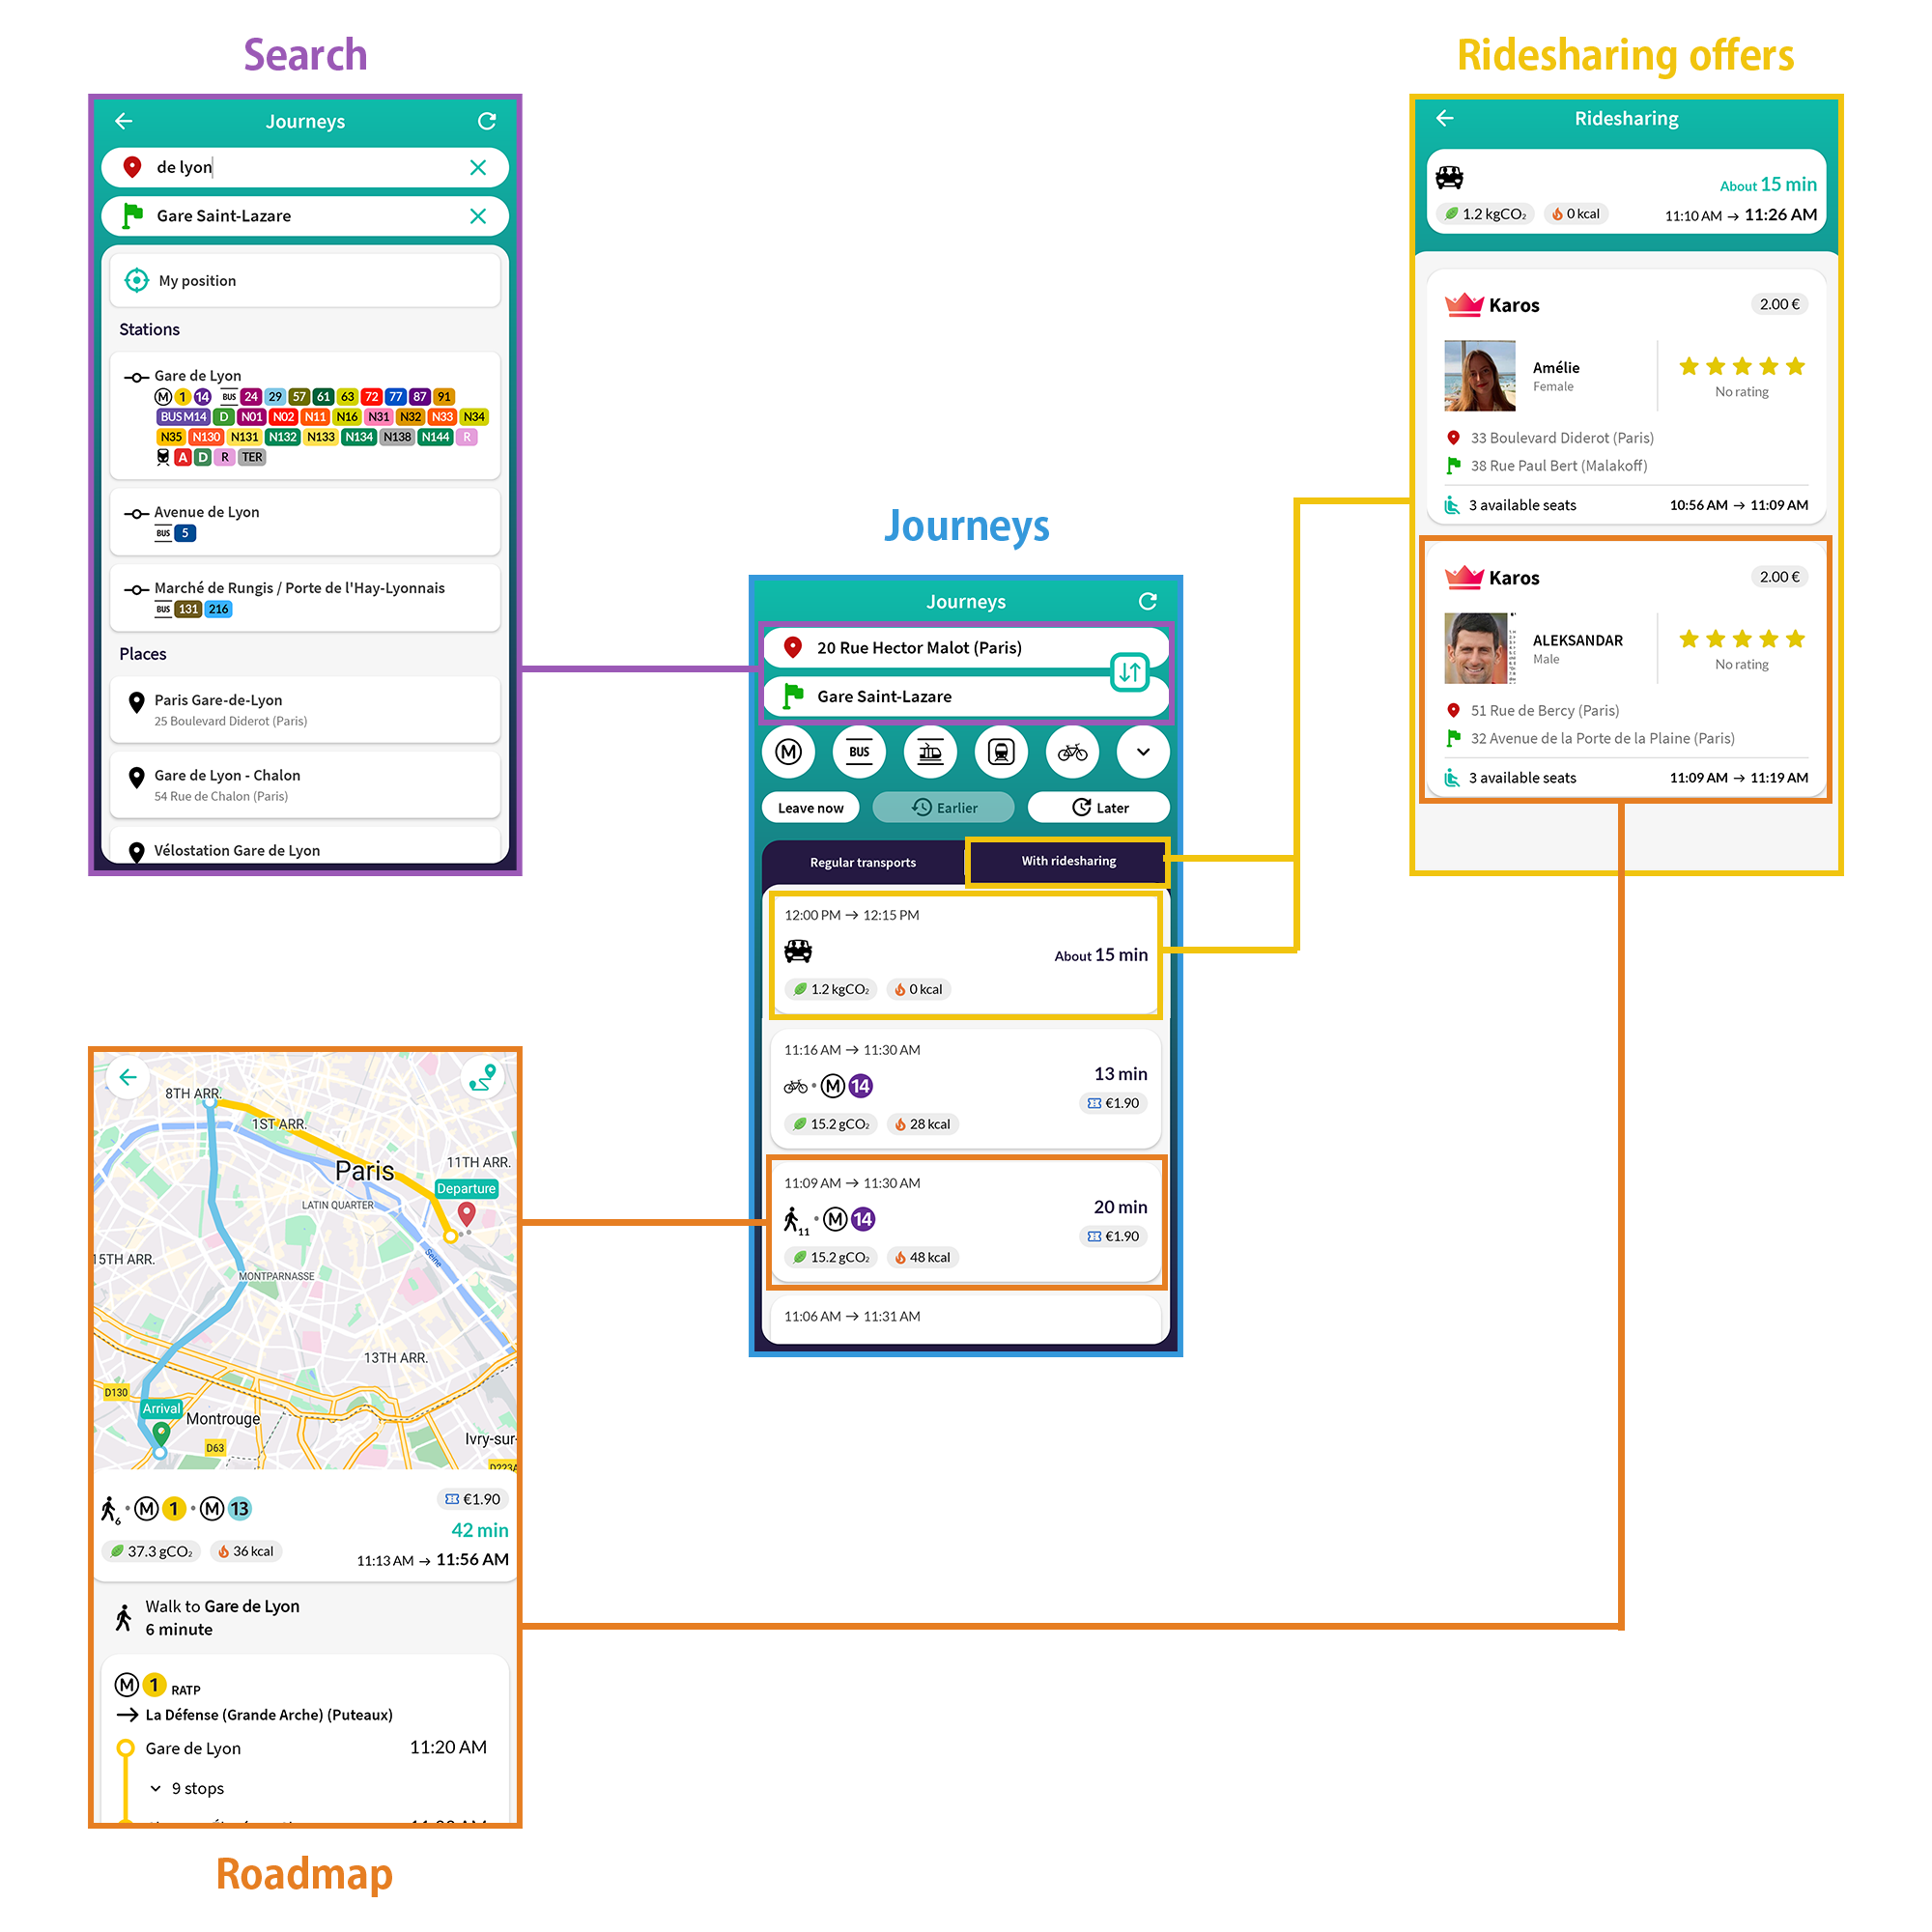 Search
Journeys
de lyon
Gare Saint-Lazare
My position
Stations
Gare de Lyon
M 1 14 BUS 24 29 57 61 63 72 77 87 91
BUS M14 D N01 N02 N11 N16 N31 N32 N33 N34
N35 N130 N131 N132 N133 N134 N138 N144 R
A D R TER
Avenue de Lyon
BUS 5
Marché de Rungis / Porte de l'Hay-Lyonnais
BUS 131 216
Places
Paris Gare-de-Lyon
25 Boulevard Diderot (Paris)
Gare de Lyon - Chalon
54 Rue de Chalon (Paris)
Vélostation Gare de Lyon
Journeys
Journeys
20 Rue Hector Malot (Paris)
Gare Saint-Lazare
M BUS
Leave now Earlier Later
Regular transports With ridesharing
12:00 PM → 12:15 PM
About 15 min
1.2 kgCO₂ 0 kcal
11:16 AM → 11:30 AM
13 min
M 14
€1.90
15.2 gCO₂ 28 kcal
11:09 AM → 11:30 AM
20 min
11 M 14
€1.90
15.2 gCO₂ 48 kcal
11:06 AM → 11:31 AM
Ridesharing offers
Ridesharing
About 15 min
1.2 kgCO₂ 0 kcal 11:10 AM → 11:26 AM
Karos 2.00 €
Amélie
Female
No rating
33 Boulevard Diderot (Paris)
38 Rue Paul Bert (Malakoff)
3 available seats 10:56 AM → 11:09 AM
Karos 2.00 €
ALEKSANDAR
Male
No rating
51 Rue de Bercy (Paris)
32 Avenue de la Porte de la Plaine (Paris)
3 available seats 11:09 AM → 11:19 AM
8TH ARR.
1ST ARR.
Paris
11TH ARR.
Departure
LATIN QUARTER
15TH ARR.
Seine
MONTPARNASSE
13TH ARR.
D130
Arrival
Montrouge
D63
Ivry-sur-
D223A
6 M 1 M 13
€1.90
42 min
37.3 gCO₂ 36 kcal
11:13 AM → 11:56 AM
Walk to Gare de Lyon
6 minute
M 1 RATP
→ La Défense (Grande Arche) (Puteaux)
Gare de Lyon 11:20 AM
9 stops
Roadmap